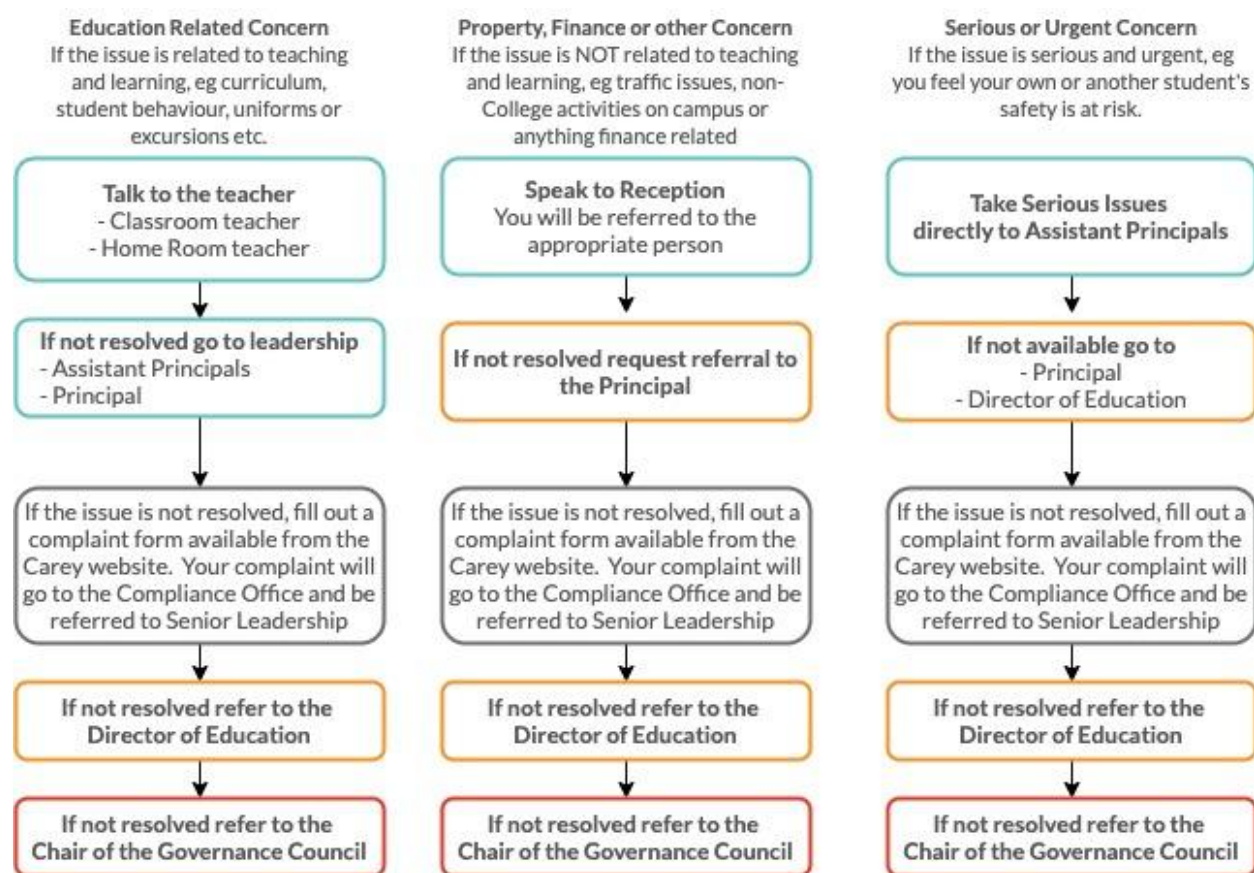 Education Related Concern
If the issue is related to teaching
and learning, eg curriculum,
student behaviour, uniforms or
excursions etc.
Talk to the teacher
- Classroom teacher
- Home Room teacher
If not resolved go to leadership
- Assistant Principals
- Principal
If the issue is not resolved, fill out a
complaint form available from the
Carey website. Your complaint will
go to the Compliance Office and be
referred to Senior Leadership
If not resolved refer to the
Director of Education
If not resolved refer to the
Chair of the Governance Council
Property, Finance or other Concern
If the issue is NOT related to teaching
and learning, eg traffic issues, non-
College activities on campus or
anything finance related
Speak to Reception
You will be referred to the
appropriate person
If not resolved request referral to
the Principal
If the issue is not resolved, fill out a
complaint form available from the
Carey website. Your complaint will
go to the Compliance Office and be
referred to Senior Leadership
If not resolved refer to the
Director of Education
If not resolved refer to the
Chair of the Governance Council
Serious or Urgent Concern
If the issue is serious and urgent, eg
you feel your own or another student's
safety is at risk.
Take Serious Issues
directly to Assistant Principals
If not available go to
- Principal
- Director of Education
If the issue is not resolved, fill out a
complaint form available from the
Carey website. Your complaint will
go to the Compliance Office and be
referred to Senior Leadership
If not resolved refer to the
Director of Education
If not resolved refer to the
Chair of the Governance Council